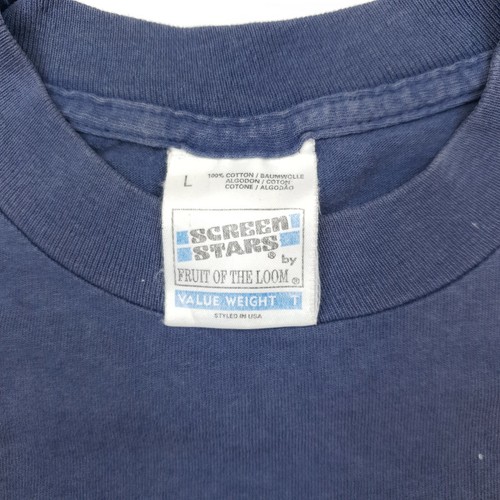 L
100% COTTON / BAUMWOLLE
ALGODON / COTON
COTONE / ALGODÃO
SCREEN
STARS ®
by
FRUIT OF THE LOOM ®
VALUE WEIGHT T
STYLED IN USA